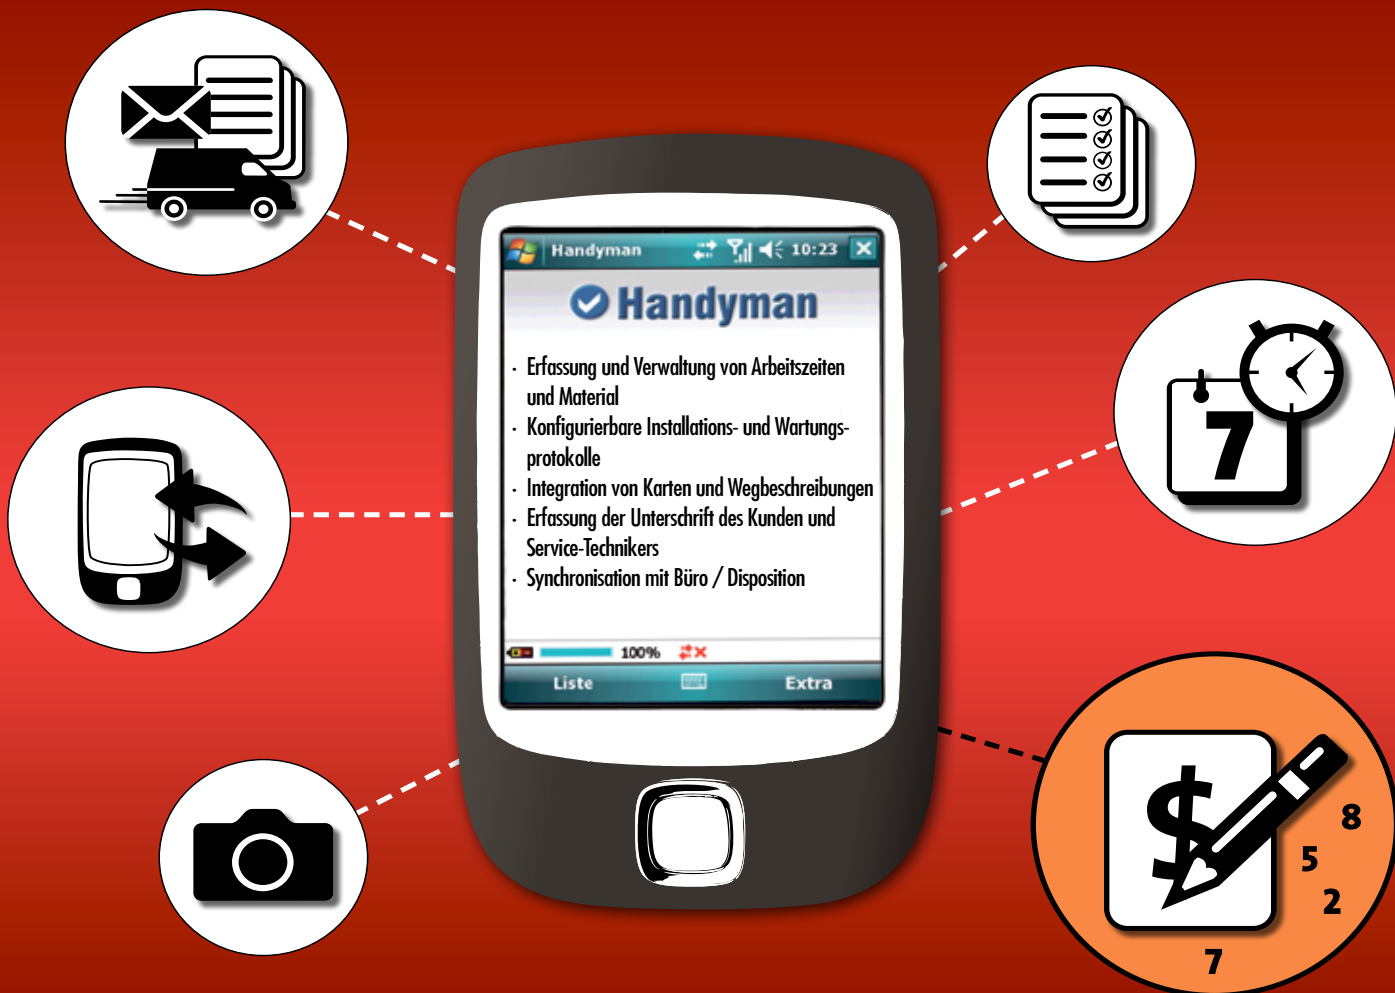 Handyman 10:23
Handyman
· Erfassung und Verwaltung von Arbeitszeiten
und Material
· Konfigurierbare Installations- und Wartungs-
protokolle
· Integration von Karten und Wegbeschreibungen
· Erfassung der Unterschrift des Kunden und
Service-Technikers
· Synchronisation mit Büro / Disposition
100%
Liste Extra
7
$
8
5
2
7